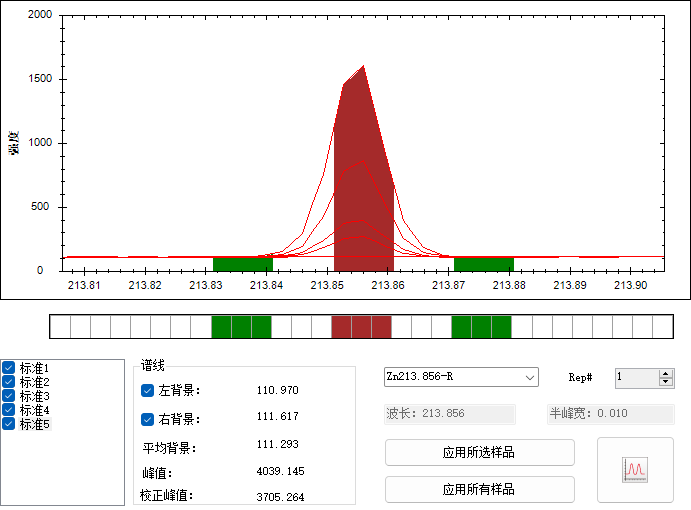 2000
1500
1000
500
0
强度
213.81 213.82 213.83 213.84 213.85 213.86 213.87 213.88 213.89 213.90
标准1
标准2
标准3
标准4
标准5
谱线
左背景: 110.970
右背景: 111.617
平均背景: 111.293
峰值: 4039.145
校正峰值: 3705.264
Zn213.856-R
Rep# 1
波长: 213.856
半峰宽: 0.010
应用所选样品
应用所有样品